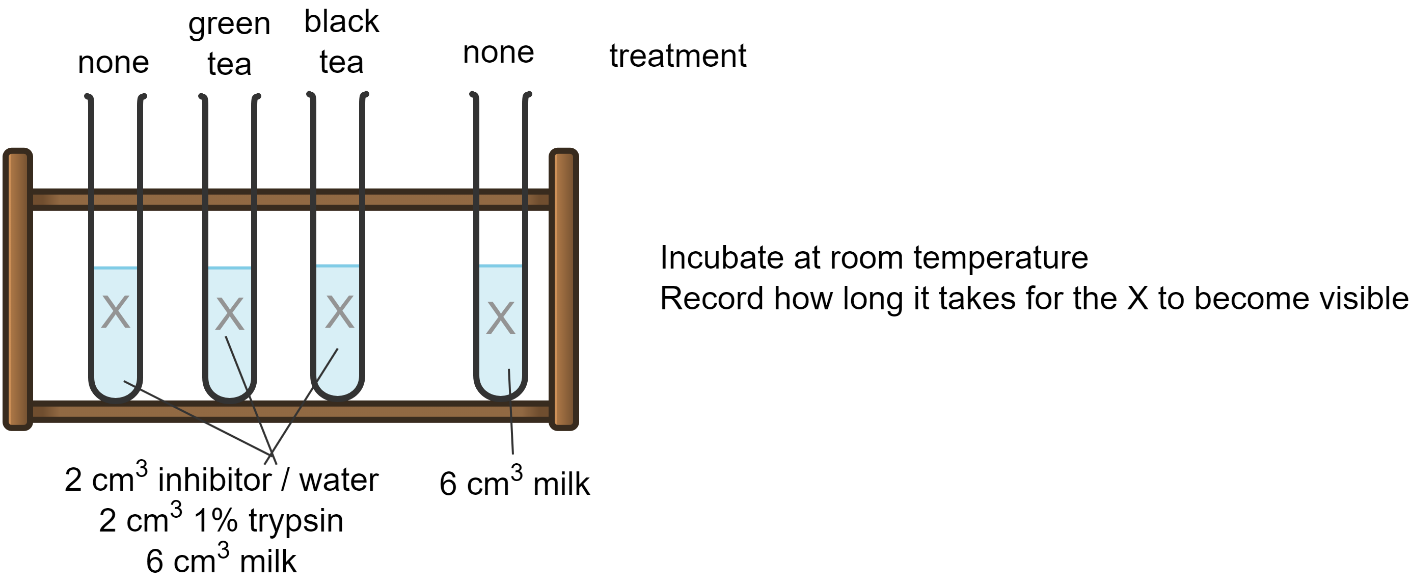 none
green
tea
black
tea
none
treatment
X
X
X
X
Incubate at room temperature
Record how long it takes for the X to become visible
2 cm³ inhibitor / water
2 cm³ 1% trypsin
6 cm³ milk
6 cm³ milk